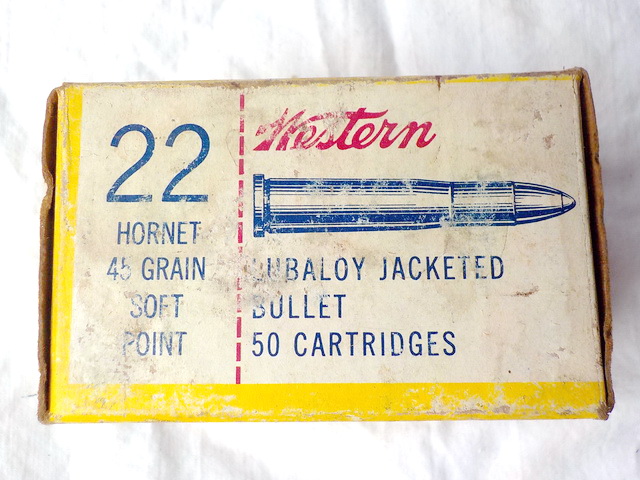 22
HORNET
45 GRAIN
SOFT
POINT
Western
LUBALOY JACKETED
BULLET
50 CARTRIDGES